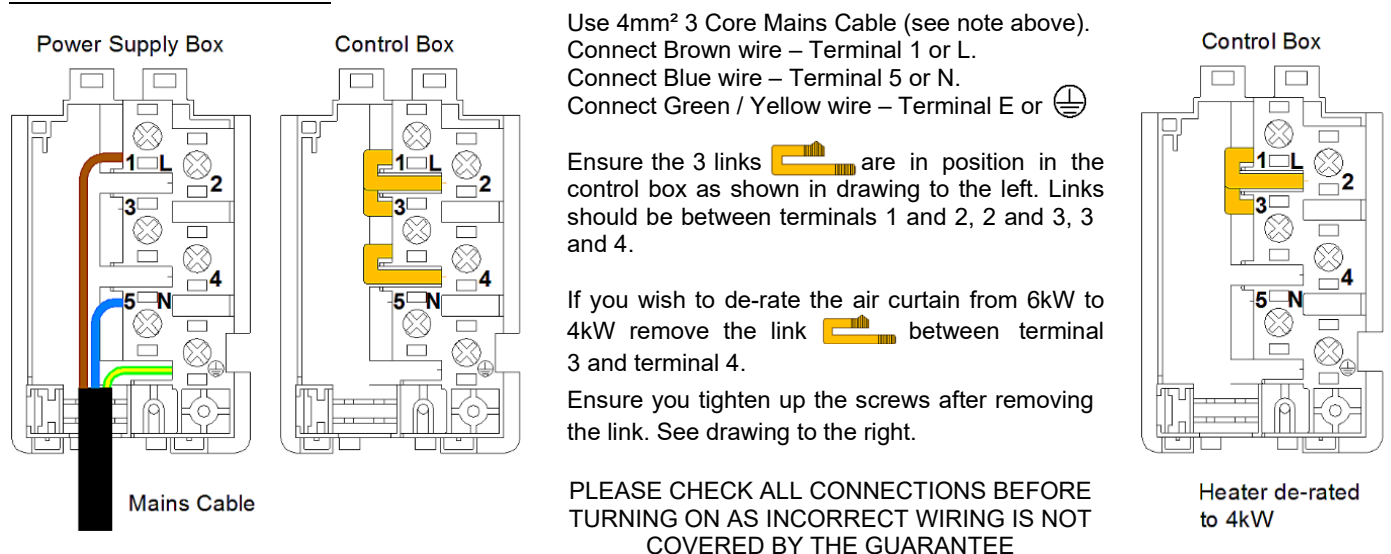 Power Supply Box
1 L
2
3
4
5 N
Mains Cable
Control Box
1 L
2
3
4
5 N
Use 4mm² 3 Core Mains Cable (see note above).
Connect Brown wire – Terminal 1 or L.
Connect Blue wire – Terminal 5 or N.
Connect Green / Yellow wire – Terminal E or
Ensure the 3 links are in position in the
control box as shown in drawing to the left. Links
should be between terminals 1 and 2, 2 and 3, 3
and 4.
If you wish to de-rate the air curtain from 6kW to
4kW remove the link between terminal
3 and terminal 4.
Ensure you tighten up the screws after removing
the link. See drawing to the right.
PLEASE CHECK ALL CONNECTIONS BEFORE
TURNING ON AS INCORRECT WIRING IS NOT
COVERED BY THE GUARANTEE
Control Box
1 L
2
3
4
5 N
Heater de-rated
to 4kW